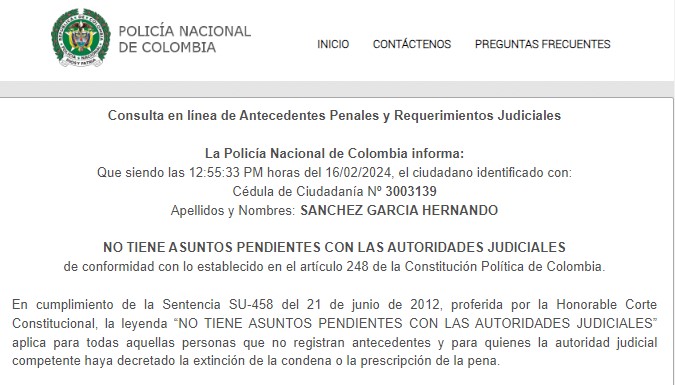 POLICÍA NACIONAL
DE COLOMBIA
INICIO CONTÁCTENOS PREGUNTAS FRECUENTES
Consulta en línea de Antecedentes Penales y Requerimientos Judiciales
La Policía Nacional de Colombia informa:
Que siendo las 12:55:33 PM horas del 16/02/2024, el ciudadano identificado con:
Cédula de Ciudadanía Nº 3003139
Apellidos y Nombres: SANCHEZ GARCIA HERNANDO
NO TIENE ASUNTOS PENDIENTES CON LAS AUTORIDADES JUDICIALES
de conformidad con lo establecido en el artículo 248 de la Constitución Política de Colombia.
En cumplimiento de la Sentencia SU-458 del 21 de junio de 2012, proferida por la Honorable Corte
Constitucional, la leyenda “NO TIENE ASUNTOS PENDIENTES CON LAS AUTORIDADES JUDICIALES”
aplica para todas aquellas personas que no registran antecedentes y para quienes la autoridad judicial
competente haya decretado la extinción de la condena o la prescripción de la pena.